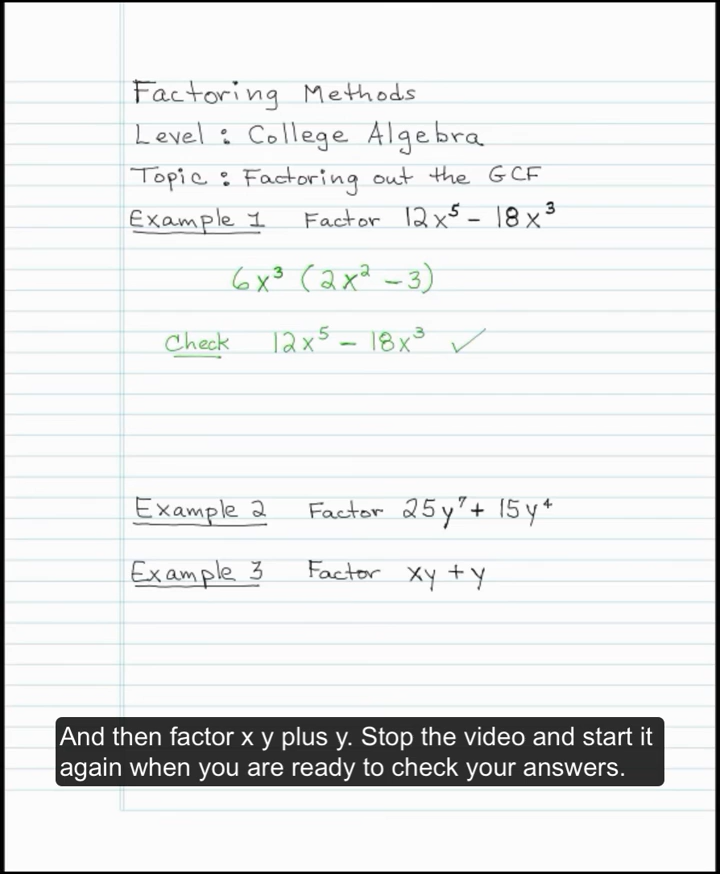 Factoring Methods
Level : College Algebra
Topic : Factoring out the GCF
Example 1 Factor 12x⁵ - 18x³
6x³ (2x² - 3)
Check 12x⁵ - 18x³ ✓
Example 2 Factor 25y⁷ + 15y⁴
Example 3 Factor xy + y
And then factor x y plus y. Stop the video and start it
again when you are ready to check your answers.